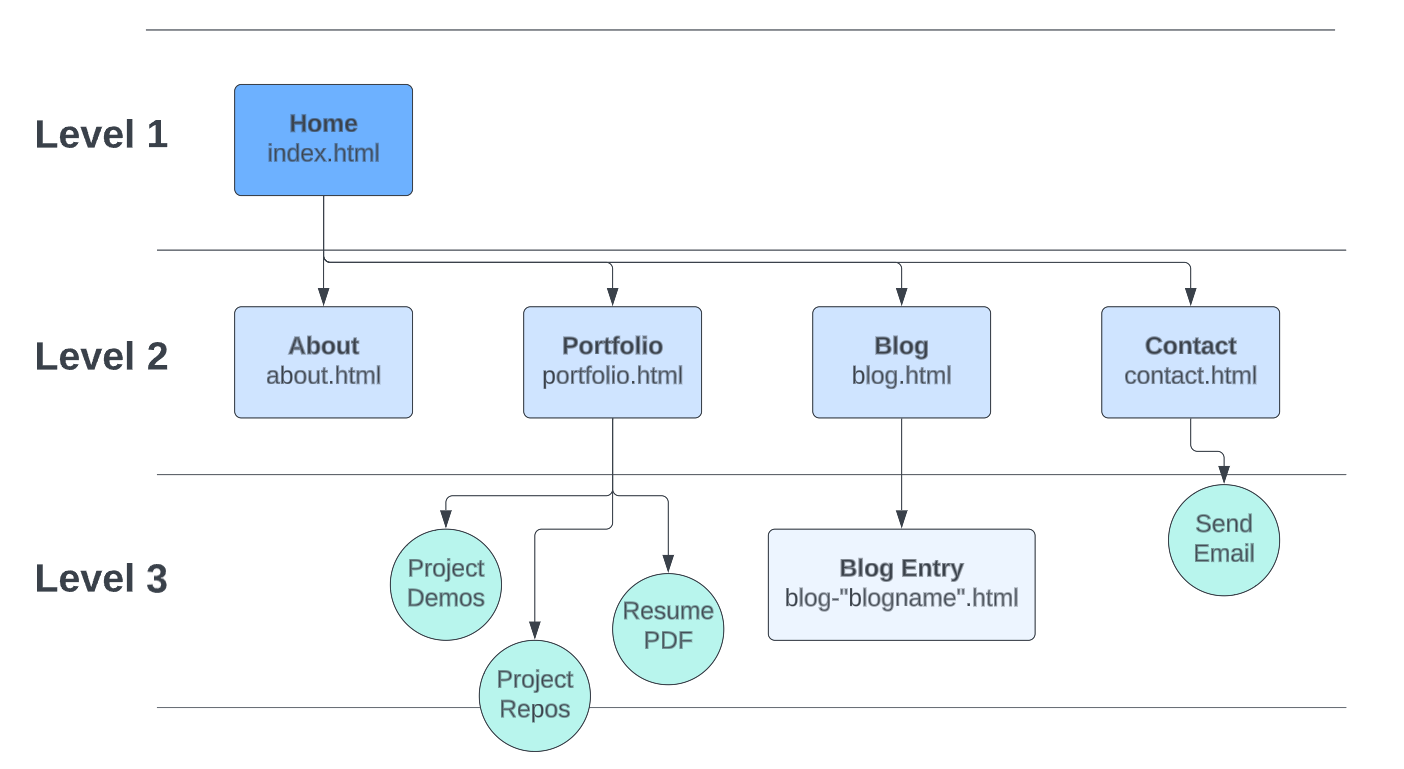 Level 1
Home
index.html
Level 2
About
about.html
Portfolio
portfolio.html
Blog
blog.html
Contact
contact.html
Level 3
Project
Demos
Project
Repos
Resume
PDF
Blog Entry
blog-"blogname".html
Send
Email